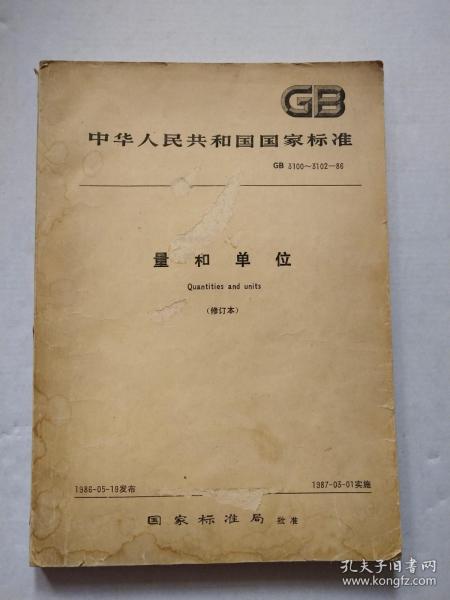 GB
中华人民共和国国家标准
GB 3100～3102—86
量和单位
Quantities and units
（修订本）
1986-05-19发布
1987-03-01实施
国家标准局 批准
孔夫子旧书网
www.kongfz.com